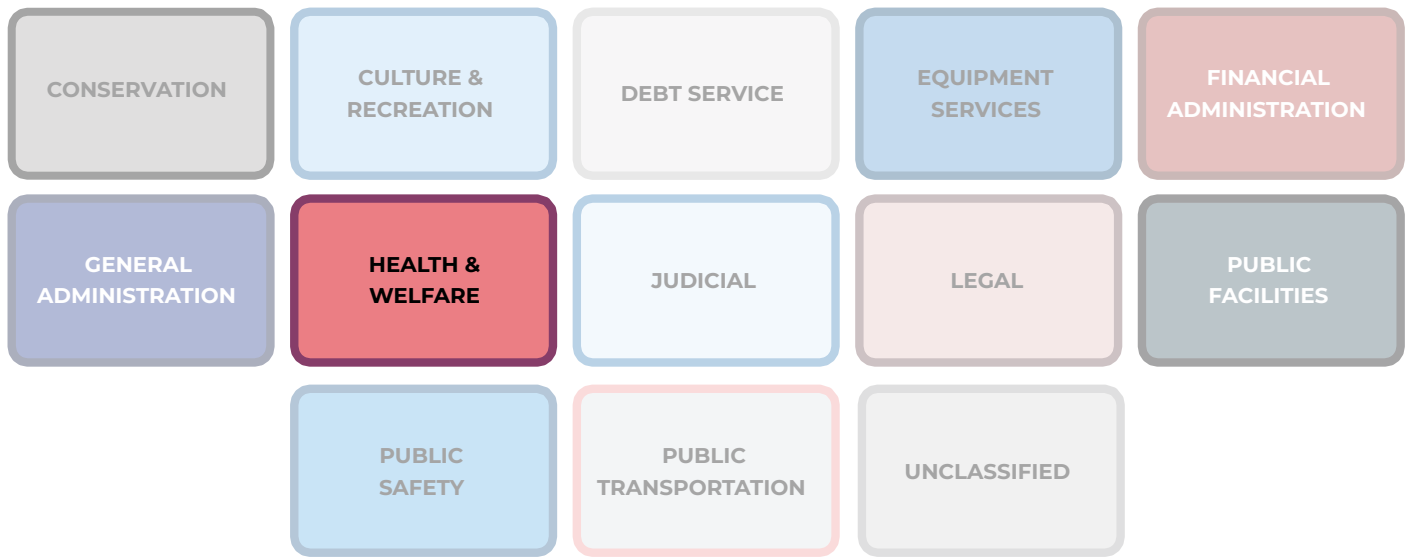 CONSERVATION
CULTURE &
RECREATION
DEBT SERVICE
EQUIPMENT
SERVICES
FINANCIAL
ADMINISTRATION
GENERAL
ADMINISTRATION
HEALTH &
WELFARE
JUDICIAL
LEGAL
PUBLIC
FACILITIES
PUBLIC
SAFETY
PUBLIC
TRANSPORTATION
UNCLASSIFIED